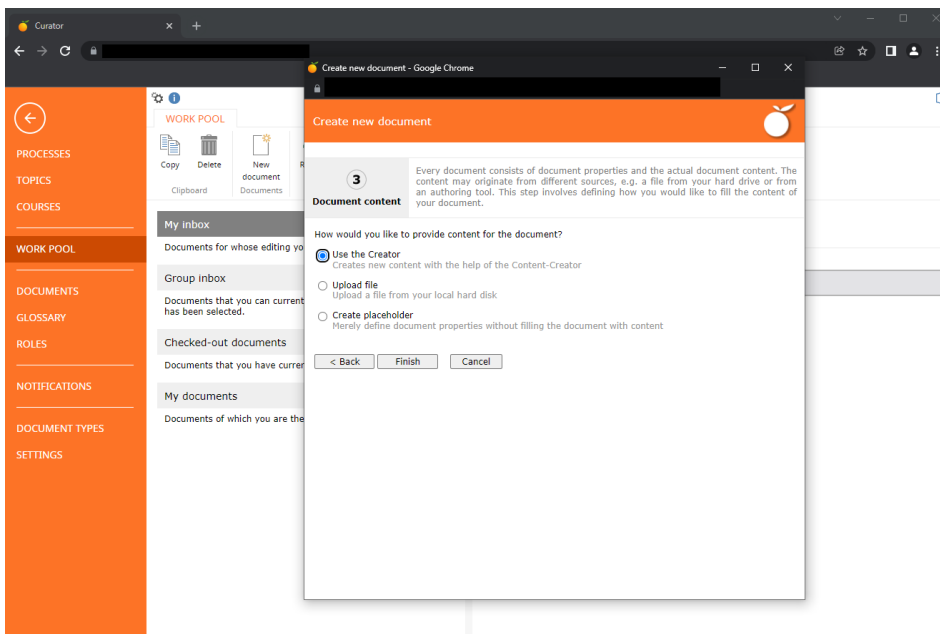 Curator
Create new document - Google Chrome
Create new document
WORK POOL
PROCESSES
TOPICS
COURSES
WORK POOL
DOCUMENTS
GLOSSARY
ROLES
NOTIFICATIONS
DOCUMENT TYPES
SETTINGS
Copy
Delete
New
document
Clipboard
Documents
My inbox
Documents for whose editing yo
Group inbox
Documents that you can current
has been selected.
Checked-out documents
Documents that you have currer
My documents
Documents of which you are the
3
Document content
Every document consists of document properties and the actual document content. The
content may originate from different sources, e.g. a file from your hard drive or from
an authoring tool. This step involves defining how you would like to fill the content of
your document.
How would you like to provide content for the document?
Use the Creator
Creates new content with the help of the Content-Creator
Upload file
Upload a file from your local hard disk
Create placeholder
Merely define document properties without filling the document with content
< Back
Finish
Cancel